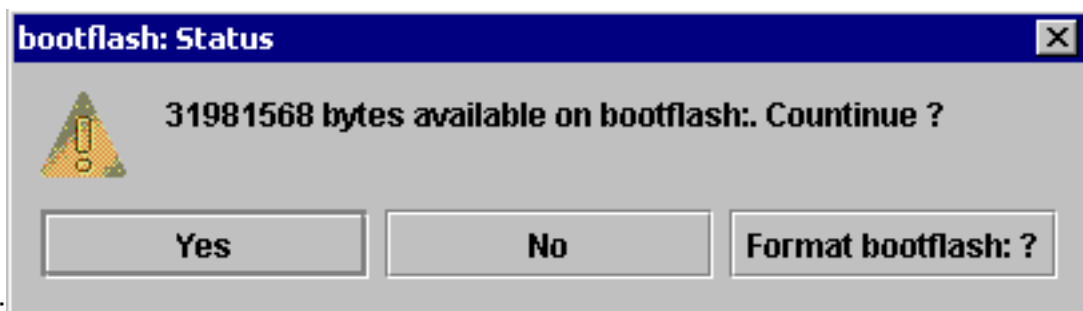 bootflash: Status
31981568 bytes available on bootflash:. Countinue ?
Yes No Format bootflash: ?
.